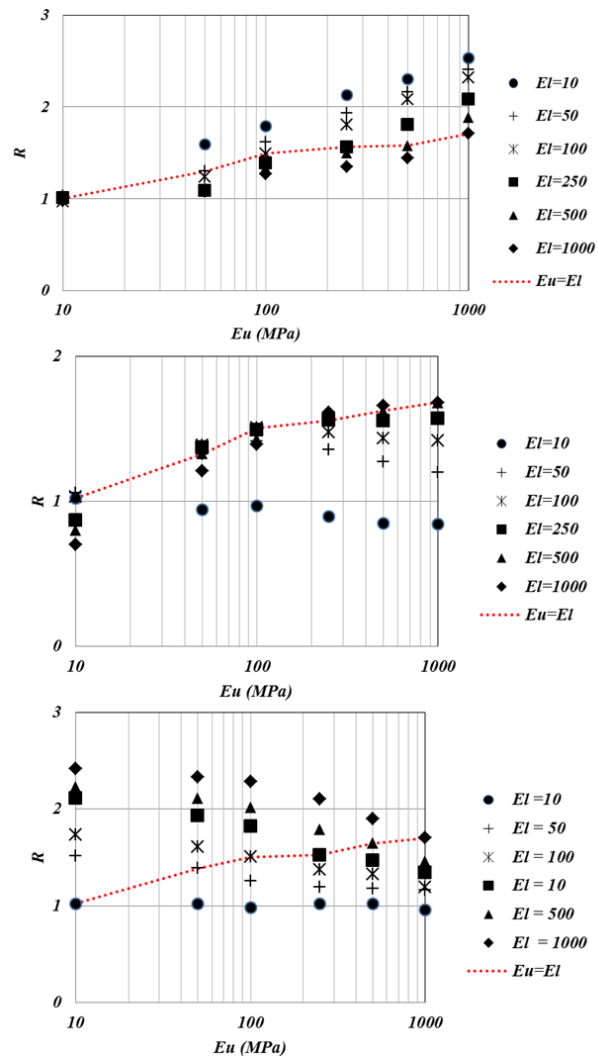 3
2
1
0
R
10
100
1000
Eu (MPa)
El=10
El=50
El=100
El=250
El=500
El=1000
Eu=El
2
1
0
R
10
100
1000
Eu (MPa)
El=10
El=50
El=100
El=250
El=500
El=1000
Eu=El
3
2
1
0
R
10
100
1000
Eu (MPa)
El =10
El = 50
El = 100
El = 10
El = 500
El = 1000
Eu=El